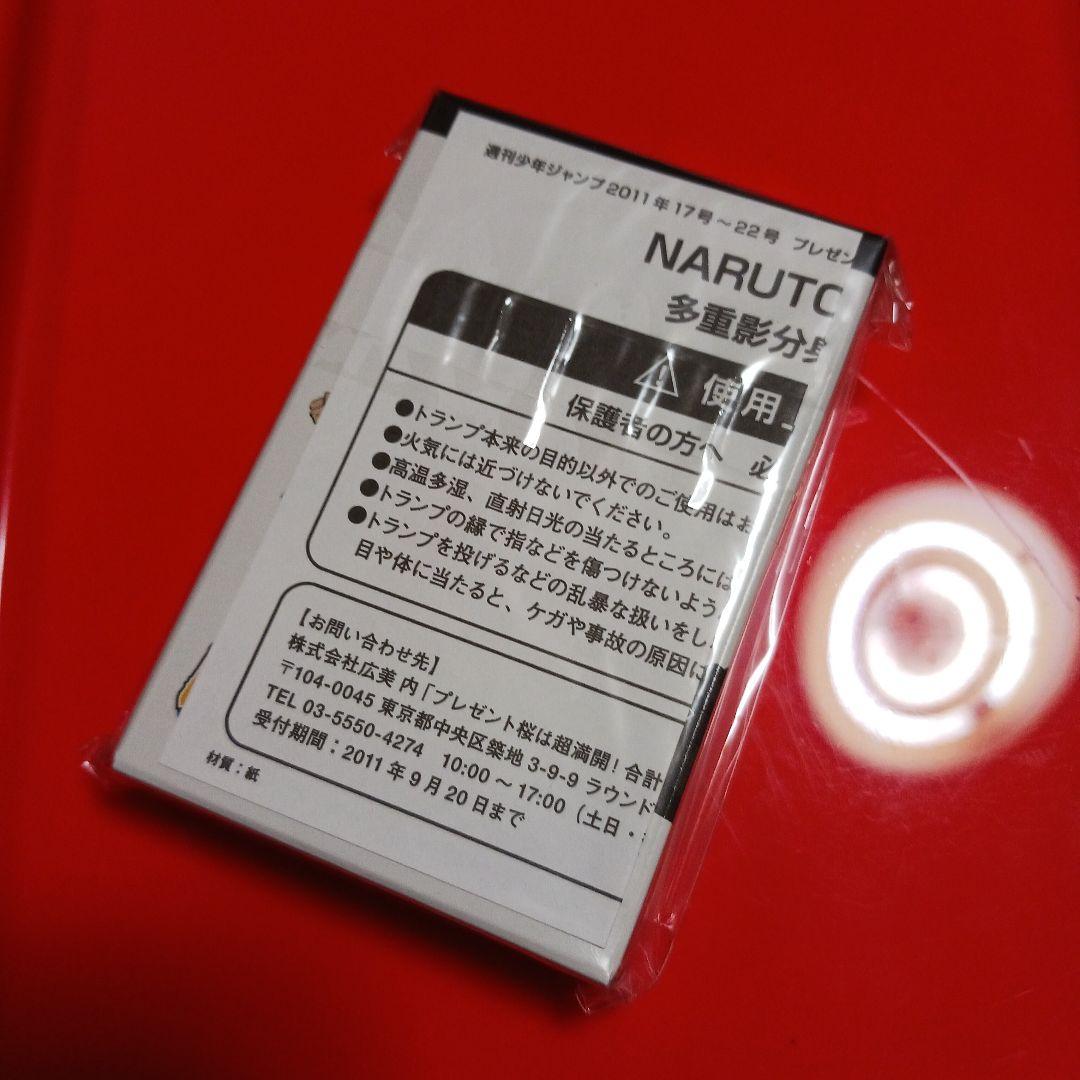 週刊少年ジャンプ2011年17号～22号 プレゼン
NARUTO
多重影分身
⚠ 使用
保護者の方へ 必
●トランプ本来の目的以外でのご使用はお
●火気には近づけないでください。
●高温多湿、直射日光の当たるところには
●トランプの縁で指などを傷つけないよう
●トランプを投げるなどの乱暴な扱いをし
目や体に当たると、ケガや事故の原因に
【お問い合わせ先】
株式会社広美 内「プレゼント桜は超満開！合計
〒104-0045 東京都中央区築地 3-9-9 ラウンド
TEL 03-5550-4274 10:00～17:00（土日・
受付期間：2011年9月20日まで
材質：紙